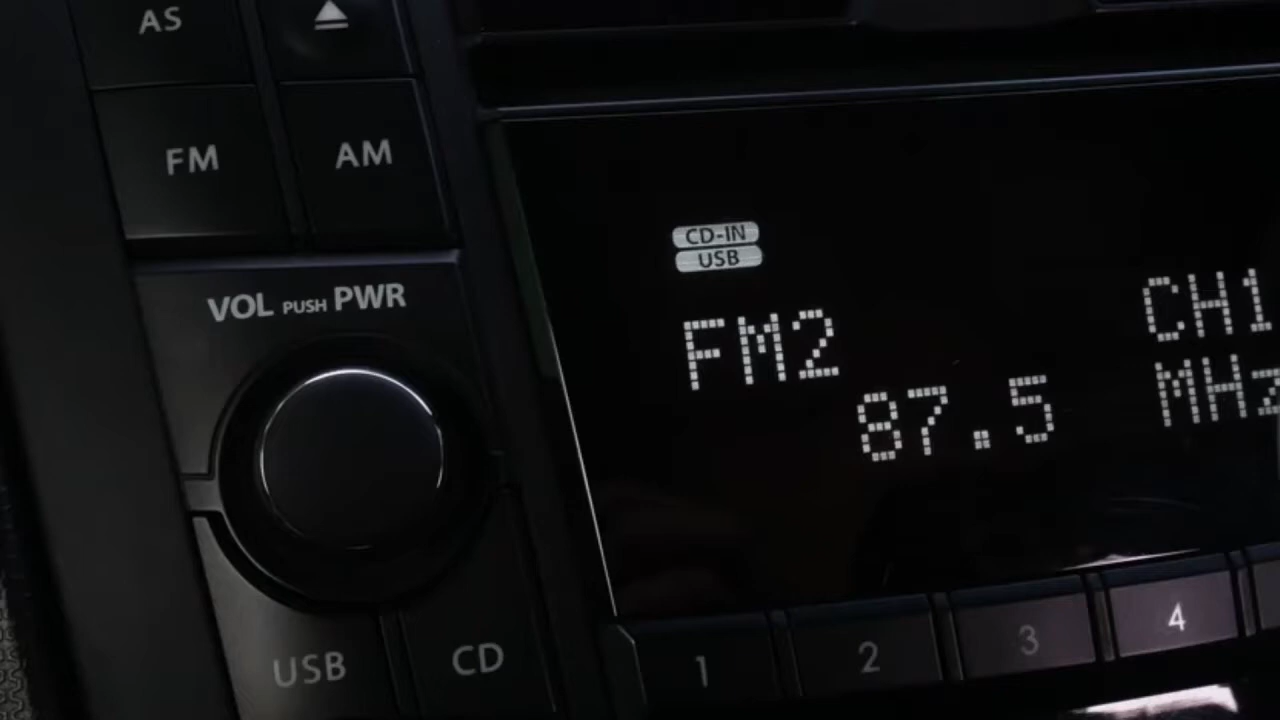 AS
FM
AM
VOL PUSH PWR
USB
CD
CD-IN
USB
FM2
CH1
87.5
MHz
1
2
3
4